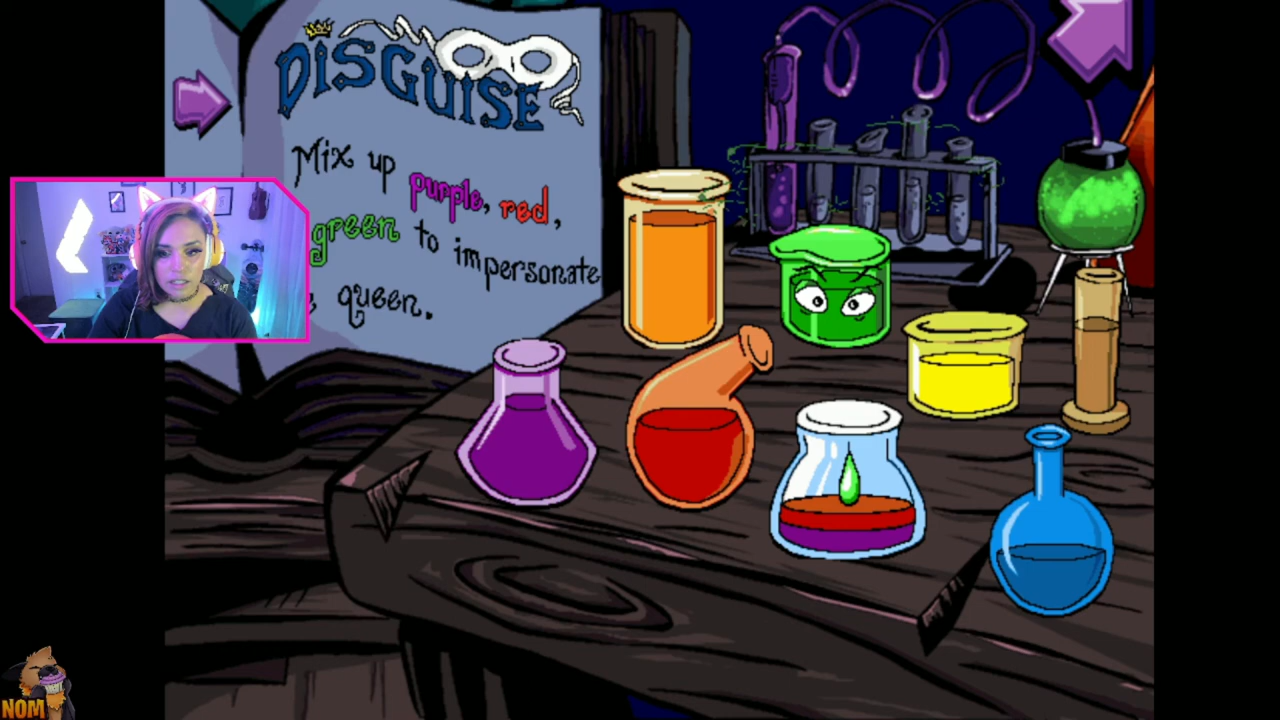 DISGUISE
Mix up purple, red,
green to impersonate
queen.
NOM